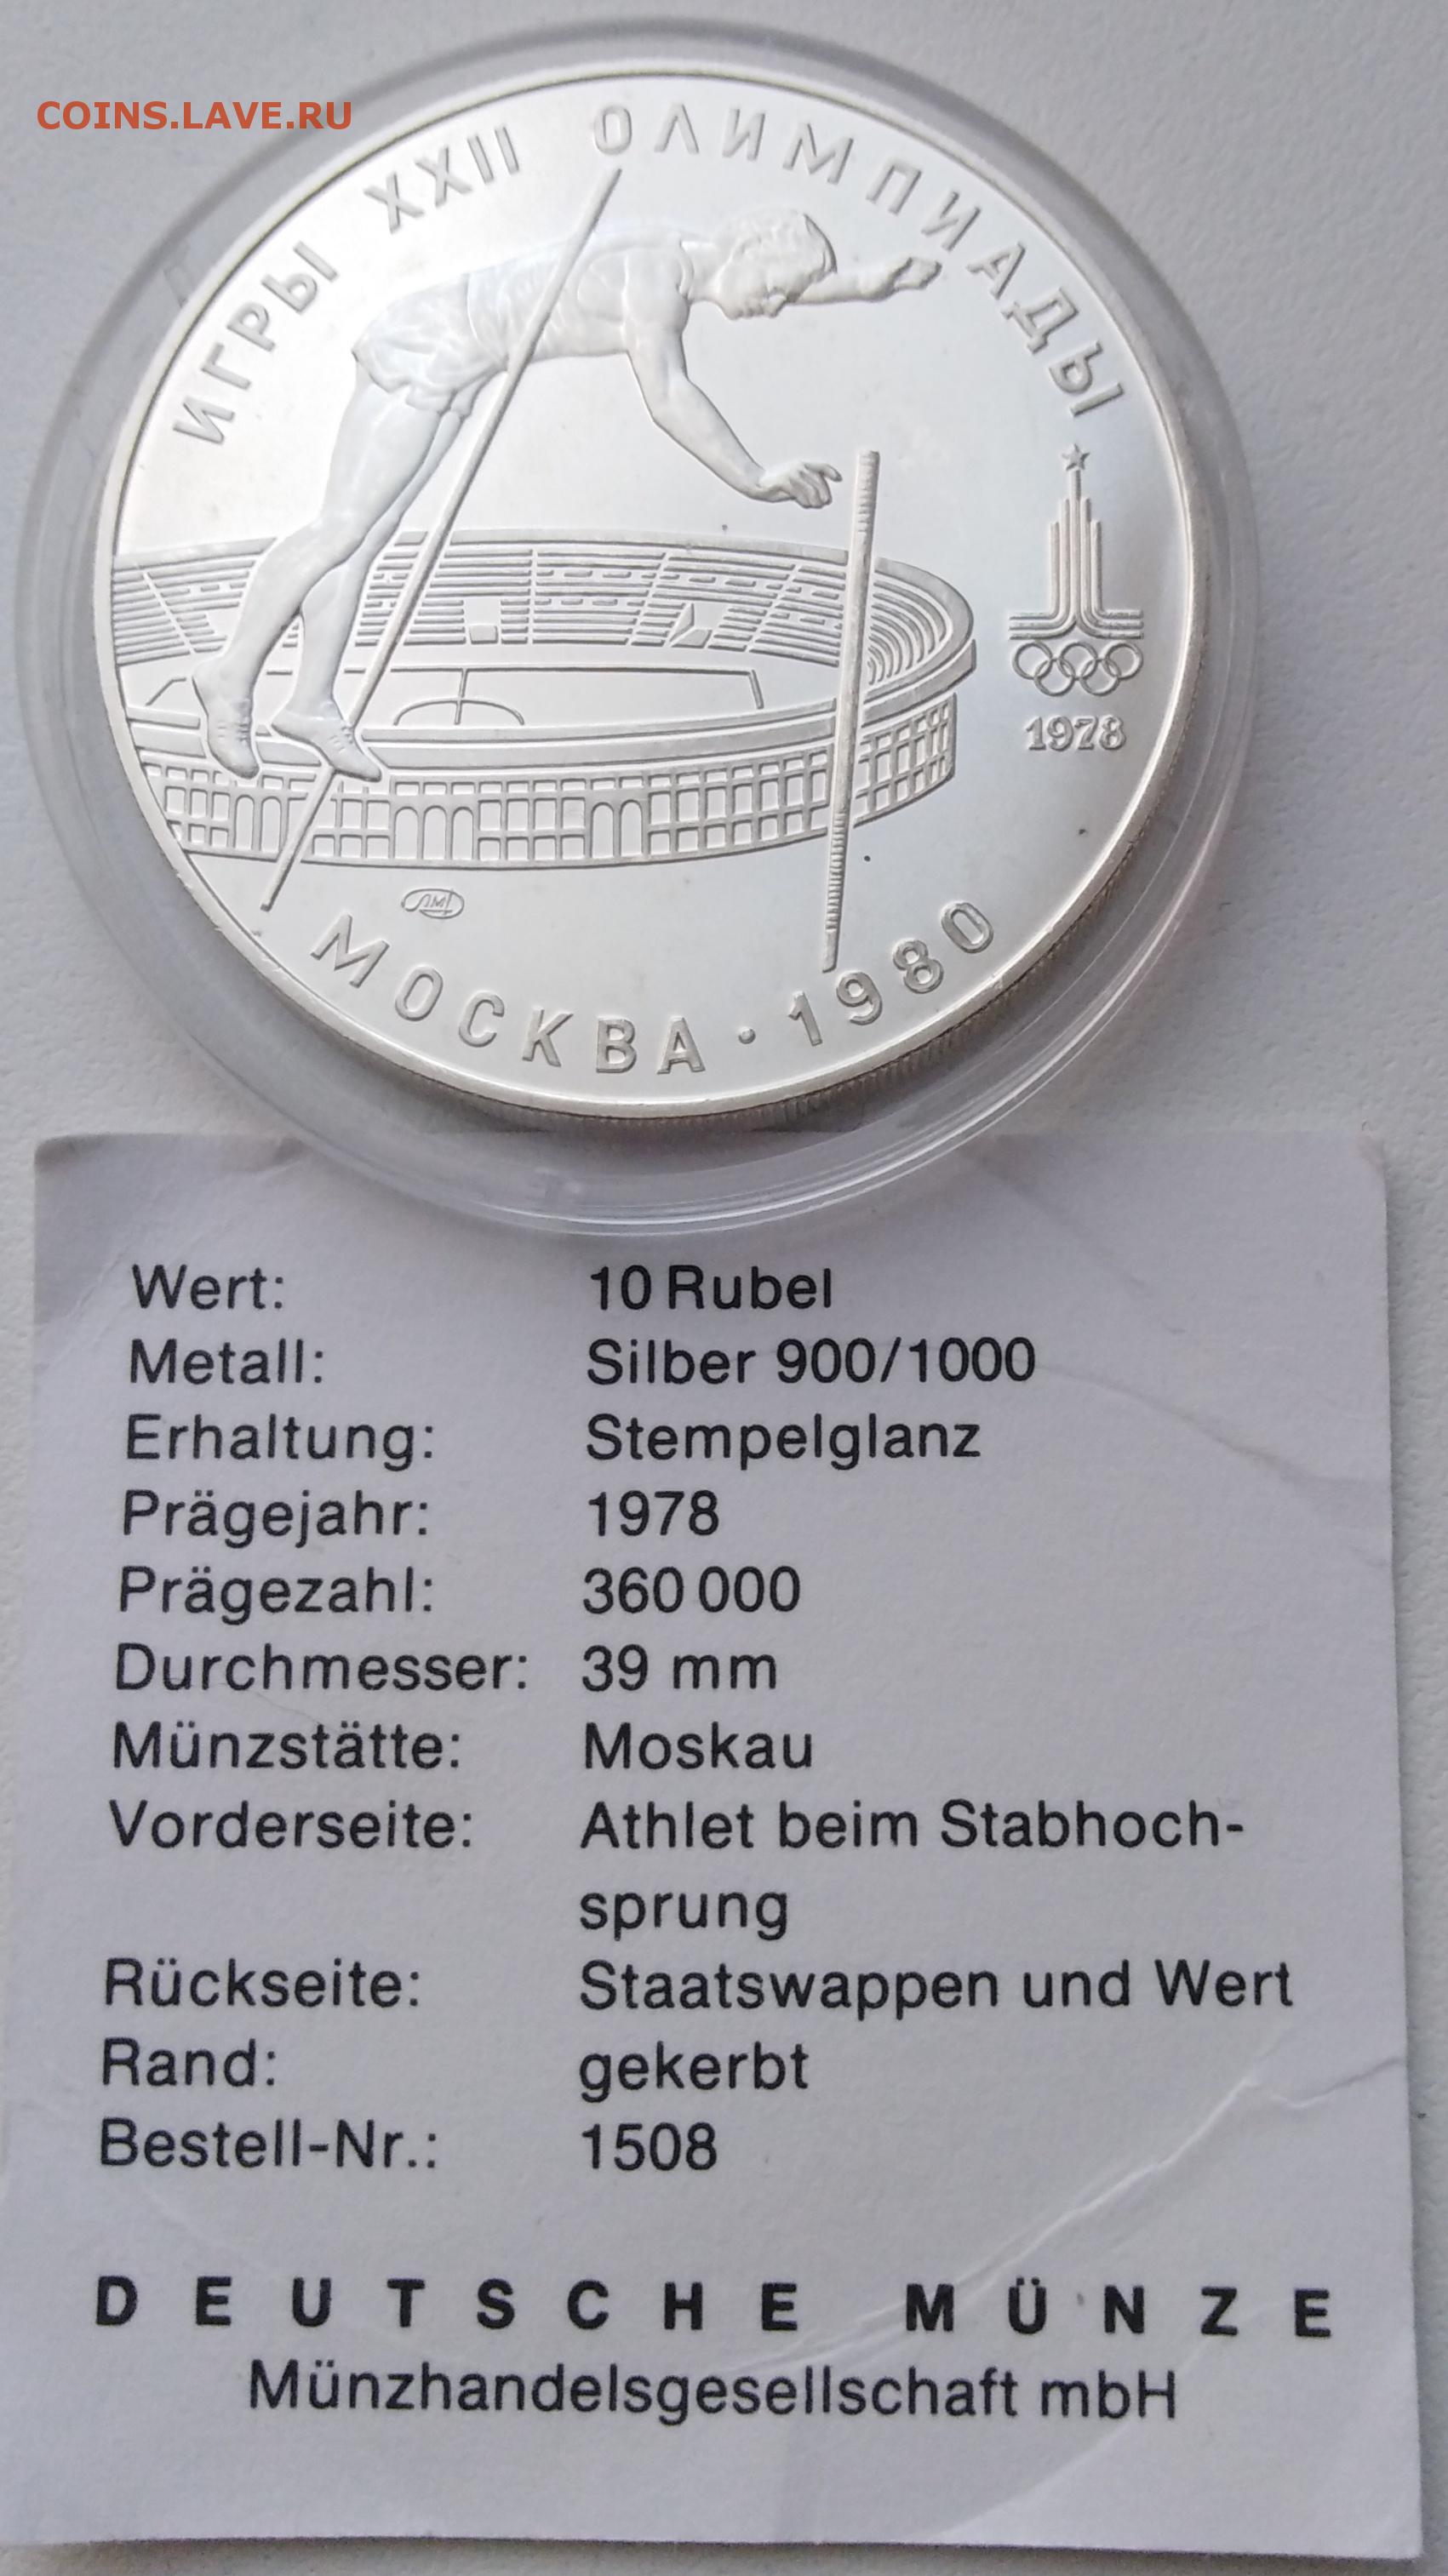 COINS.LAVE.RU
ИГРЫ XXII ОЛИМПИАДЫ
1978
ЛМД
МОСКВА · 1980
Wert: 10 Rubel
Metall: Silber 900/1000
Erhaltung: Stempelglanz
Prägejahr: 1978
Prägezahl: 360 000
Durchmesser: 39 mm
Münzstätte: Moskau
Vorderseite: Athlet beim Stabhoch-
sprung
Rückseite: Staatswappen und Wert
Rand: gekerbt
Bestell-Nr.: 1508
DEUTSCHE MÜNZE
Münzhandelsgesellschaft mbH